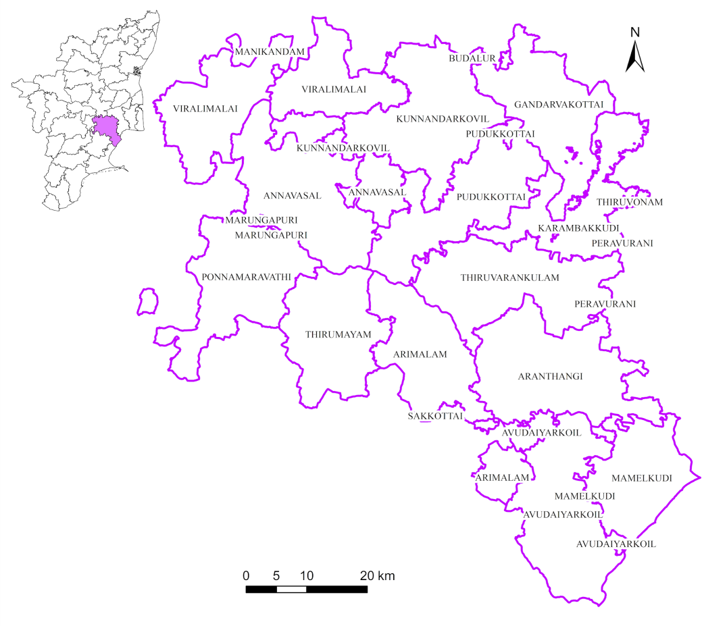 N
MANIKANDAM
BUDALUR
VIRALIMALAI
VIRALIMALAI
GANDARVAKOTTAI
KUNNANDARKOVIL
PUDUKKOTTAI
KUNNANDARKOVIL
ANNAVASAL
ANNAVASAL
PUDUKKOTTAI
THIRUVONAM
MARUNGAPURI
KARAMBAKKUDI
MARUNGAPURI
PERAVURANI
PONNAMARAVATHI
THIRUVARANKULAM
PERAVURANI
THIRUMAYAM
ARIMALAM
ARANTHANGI
SAKKOTTAI
AVUDAIYARKOIL
ARIMALAM
MAMELKUDI
MAMELKUDI
AVUDAIYARKOIL
AVUDAIYARKOIL
0 5 10 20 km